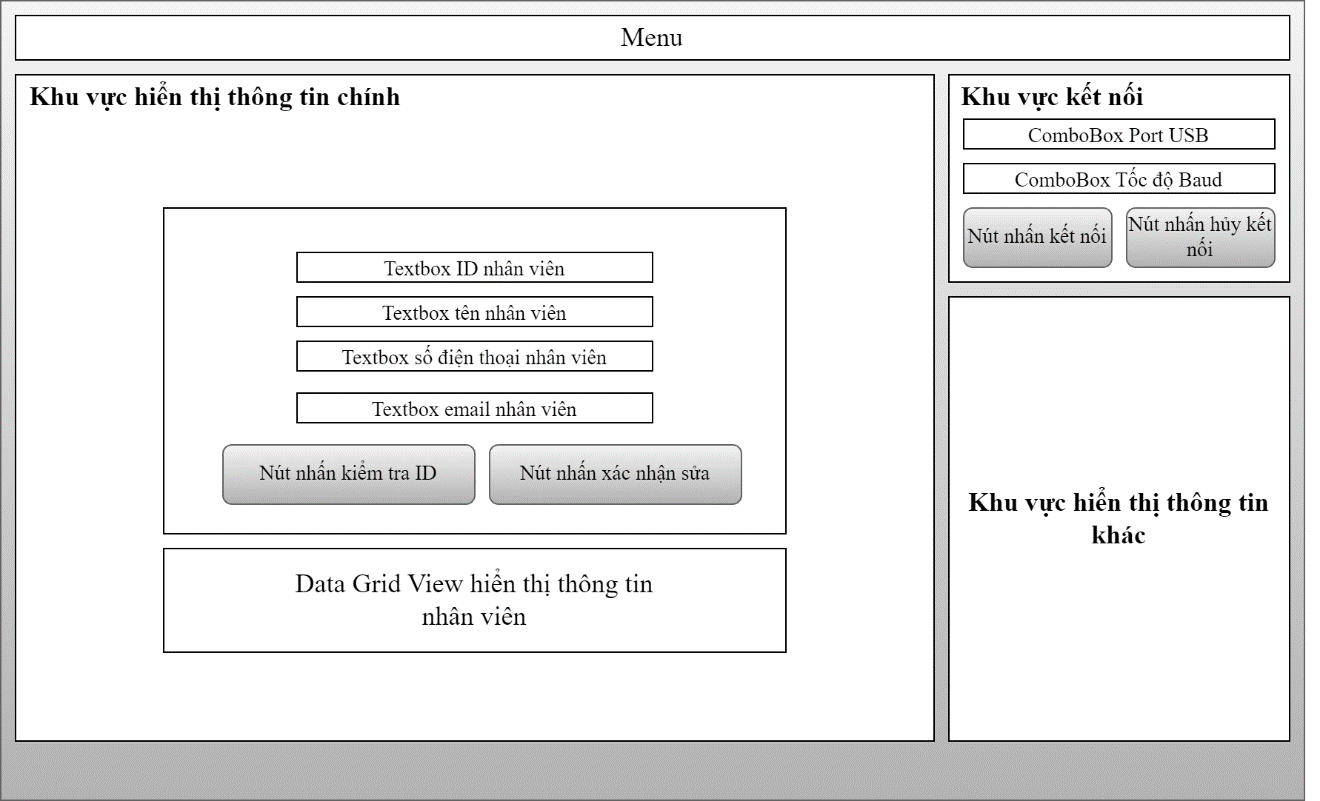 Menu
Khu vực hiển thị thông tin chính
Textbox ID nhân viên
Textbox tên nhân viên
Textbox số điện thoại nhân viên
Textbox email nhân viên
Nút nhấn kiểm tra ID
Nút nhấn xác nhận sửa
Data Grid View hiển thị thông tin
nhân viên
Khu vực kết nối
ComboBox Port USB
ComboBox Tốc độ Baud
Nút nhấn kết nối
Nút nhấn hủy kết
nối
Khu vực hiển thị thông tin
khác